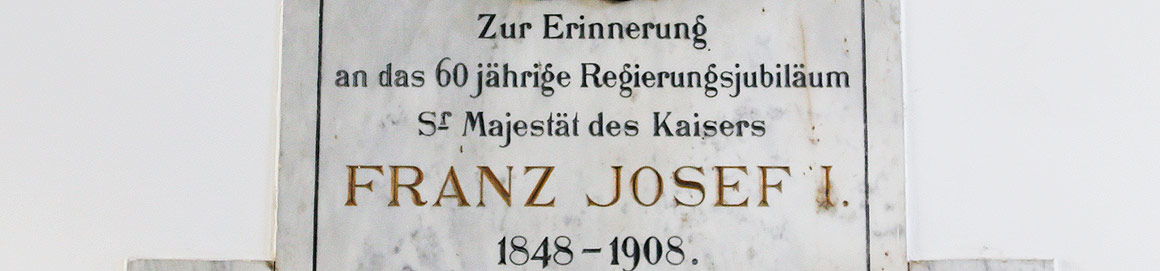 Zur Erinnerung
an das 60 jährige Regierungsjubiläum
Sr Majestät des Kaisers
FRANZ JOSEF I.
1848 – 1908.